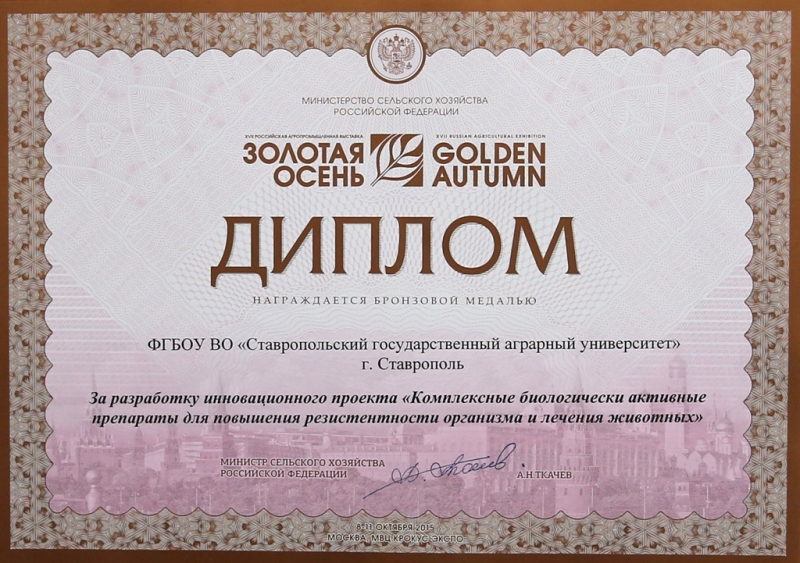 МИНИСТЕРСТВО СЕЛЬСКОГО ХОЗЯЙСТВА
РОССИЙСКОЙ ФЕДЕРАЦИИ
XVII РОССИЙСКАЯ АГРОПРОМЫШЛЕННАЯ ВЫСТАВКА
ЗОЛОТАЯ
ОСЕНЬ
XVII RUSSIAN AGRICULTURAL EXHIBITION
GOLDEN
AUTUMN
ДИПЛОМ
НАГРАЖДАЕТСЯ БРОНЗОВОЙ МЕДАЛЬЮ
ФГБОУ ВО «Ставропольский государственный аграрный университет»
г. Ставрополь
За разработку инновационного проекта «Комплексные биологически активные
препараты для повышения резистентности организма и лечения животных»
МИНИСТР СЕЛЬСКОГО ХОЗЯЙСТВА
РОССИЙСКОЙ ФЕДЕРАЦИИ
А.Н.ТКАЧЕВ
8-11 ОКТЯБРЯ 2015
МОСКВА, МВЦ КРОКУС-ЭКСПО